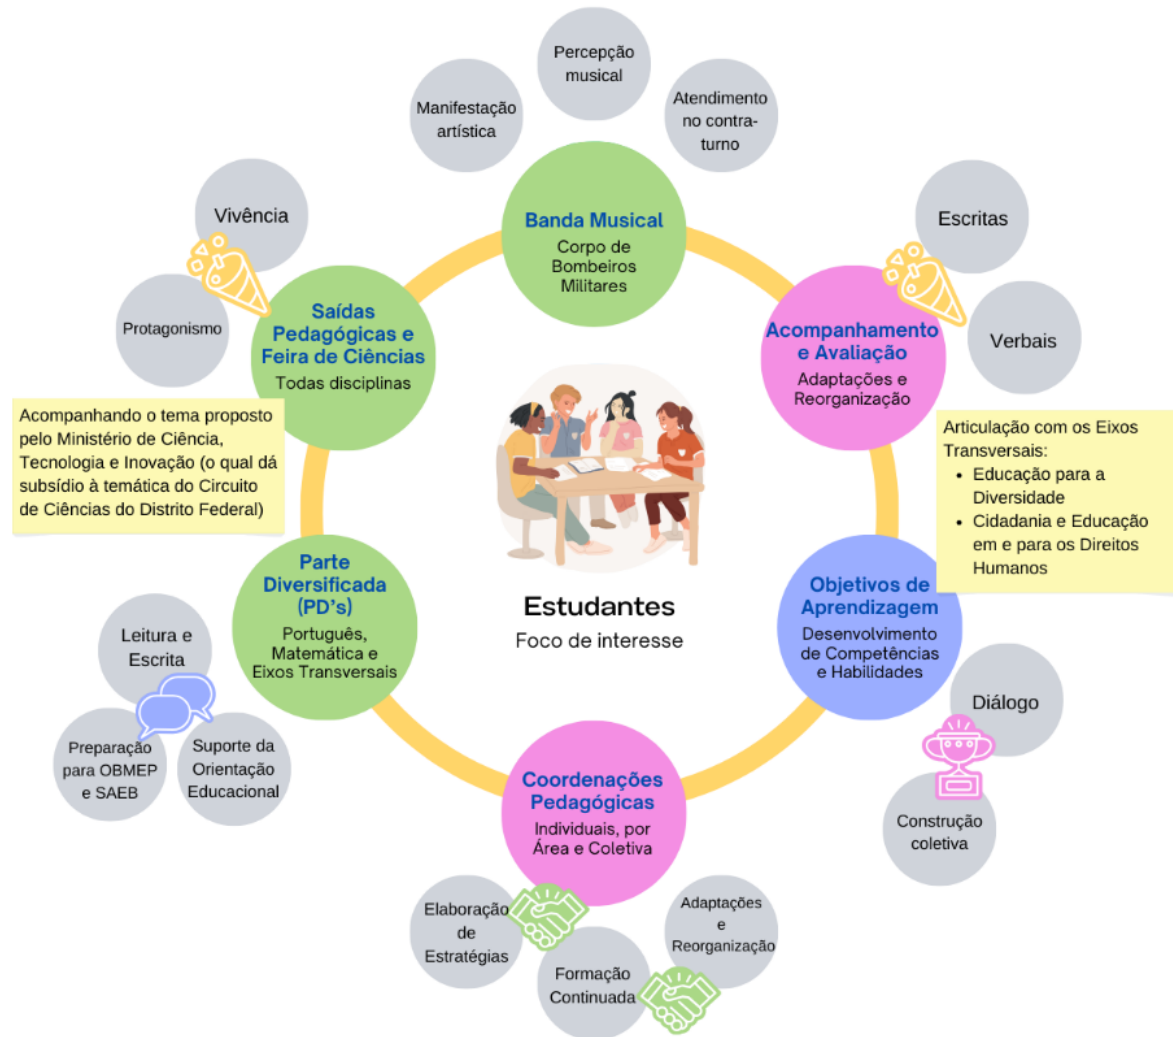 Percepção
musical
Manifestação
artística
Atendimento
no contra-
turno
Banda Musical
Corpo de
Bombeiros
Militares
Vivência
Protagonismo
Saídas
Pedagógicas e
Feira de Ciências
Todas disciplinas
Escritas
Verbais
Acompanhamento
e Avaliação
Adaptações e
Reorganização
Acompanhando o tema proposto
pelo Ministério de Ciência,
Tecnologia e Inovação (o qual dá
subsídio à temática do Circuito
de Ciências do Distrito Federal)
Articulação com os Eixos
Transversais:
• Educação para a
Diversidade
• Cidadania e Educação
em e para os Direitos
Humanos
Estudantes
Foco de interesse
Parte
Diversificada
(PD's)
Português,
Matemática e
Eixos Transversais
Leitura e
Escrita
Preparação
para OBMEP
e SAEB
Suporte da
Orientação
Educacional
Objetivos de
Aprendizagem
Desenvolvimento
de Competências
e Habilidades
Diálogo
Construção
coletiva
Coordenações
Pedagógicas
Individuais, por
Área e Coletiva
Elaboração
de
Estratégias
Formação
Continuada
Adaptações
e
Reorganização